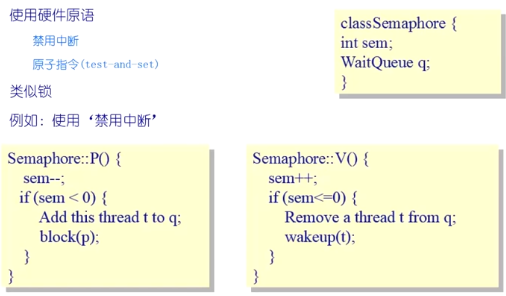 使用硬件原语
禁用中断
原子指令(test-and-set)
类似锁
例如: 使用‘禁用中断’
classSemaphore {
int sem;
WaitQueue q;
}
Semaphore::P() {
sem--;
if (sem < 0) {
Add this thread t to q;
block(p);
}
}
Semaphore::V() {
sem++;
if (sem<=0) {
Remove a thread t from q;
wakeup(t);
}
}